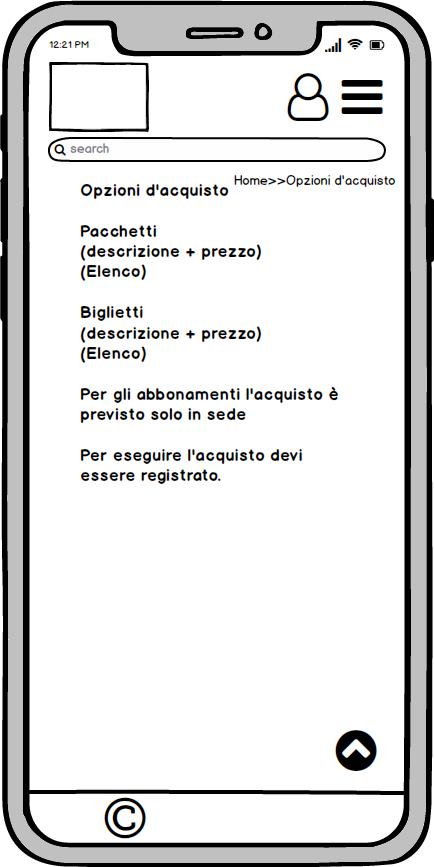 12:21 PM
search
Home>>Opzioni d'acquisto
Opzioni d'acquisto
Pacchetti
(descrizione + prezzo)
(Elenco)
Biglietti
(descrizione + prezzo)
(Elenco)
Per gli abbonamenti l'acquisto è
previsto solo in sede
Per eseguire l'acquisto devi
essere registrato.
©